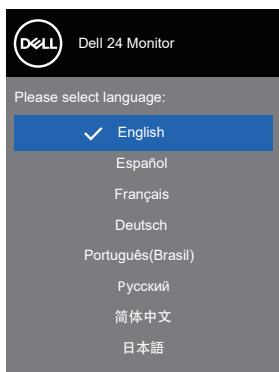 DELL
Dell 24 Monitor
Please select language:
English
Español
Français
Deutsch
Português(Brasil)
Русский
简体中文
日本語